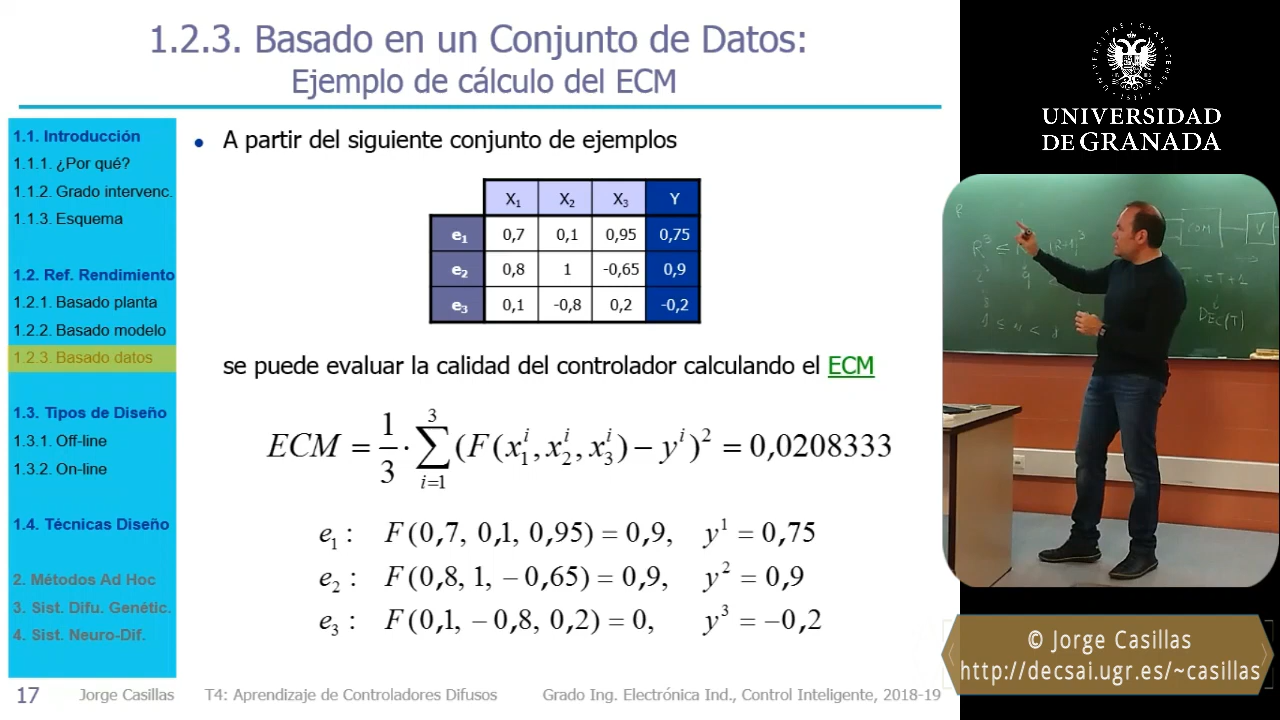 1.2.3. Basado en un Conjunto de Datos:
Ejemplo de cálculo del ECM
1.1. Introducción
1.1.1. ¿Por qué?
1.1.2. Grado intervenc.
1.1.3. Esquema
1.2. Ref. Rendimiento
1.2.1. Basado planta
1.2.2. Basado modelo
1.2.3. Basado datos
1.3. Tipos de Diseño
1.3.1. Off-line
1.3.2. On-line
1.4. Técnicas Diseño
2. Métodos Ad Hoc
3. Sist. Difu. Genétic.
4. Sist. Neuro-Dif.
• A partir del siguiente conjunto de ejemplos
X₁ X₂ X₃ Y
e₁ 0,7 0,1 0,95 0,75
e₂ 0,8 1 -0,65 0,9
e₃ 0,1 -0,8 0,2 -0,2
se puede evaluar la calidad del controlador calculando el ECM
ECM = 1/3 · ∑_{i=1}^{3} (F(x₁ⁱ, x₂ⁱ, x₃ⁱ) − yⁱ)² = 0,0208333
e₁ : F(0,7, 0,1, 0,95) = 0,9, y¹ = 0,75
e₂ : F(0,8, 1, −0,65) = 0,9, y² = 0,9
e₃ : F(0,1, −0,8, 0,2) = 0, y³ = −0,2
17 Jorge Casillas T4: Aprendizaje de Controladores Difusos Grado Ing. Electrónica Ind., Control Inteligente, 2018-19
UNIVERSIDAD
DE GRANADA
COM V
DEC(T)
© Jorge Casillas
http://decsai.ugr.es/~casillas